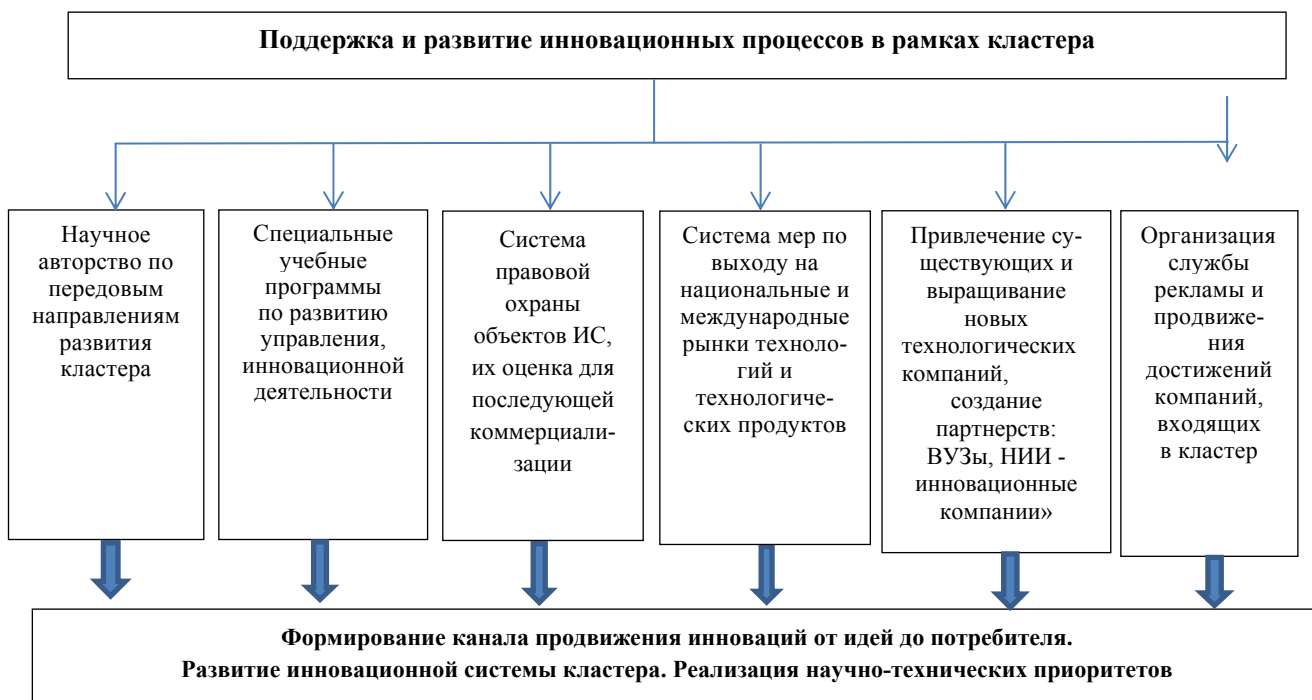 Поддержка и развитие инновационных процессов в рамках кластера
Научное
авторство по
передовым
направлениям
развития
кластера
Специальные
учебные
программы
по развитию
управления,
инновационной
деятельности
Система
правовой
охраны
объектов ИС,
их оценка для
последующей
коммерциали-
зации
Система мер по
выходу на
национальные и
международные
рынки техноло-
гий и
технологиче-
ских продуктов
Привлечение су-
ществующих и
выращивание
новых
технологических
компаний,
создание
партнерств:
ВУЗы, НИИ -
инновационные
компании»
Организация
службы
рекламы и
продвиже-
ния
достижений
компаний,
входящих
в кластер
Формирование канала продвижения инноваций от идей до потребителя.
Развитие инновационной системы кластера. Реализация научно-технических приоритетов